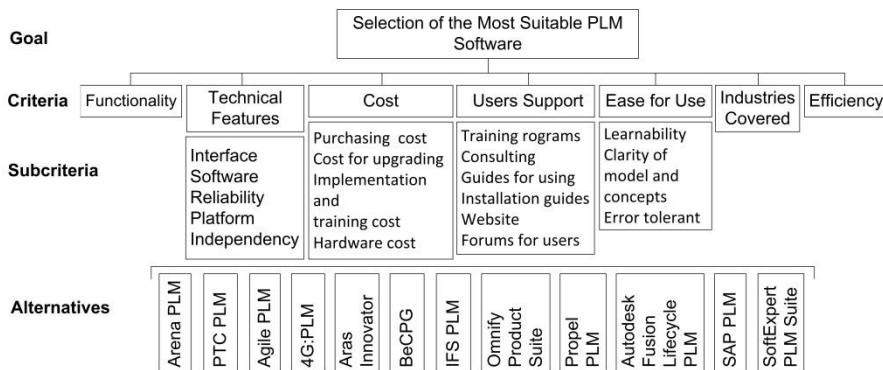 Goal
Selection of the Most Suitable PLM
Software
Criteria
Functionality
Technical
Features
Cost
Users Support
Ease for Use
Industries
Covered
Efficiency
Subcriteria
Interface
Software
Reliability
Platform
Independency
Purchasing cost
Cost for upgrading
Implementation
and
training cost
Hardware cost
Training rograms
Consulting
Guides for using
Installation guides
Website
Forums for users
Learnability
Clarity of
model and
concepts
Error tolerant
Alternatives
Arena PLM
PTC PLM
Agile PLM
4G:PLM
Aras
Innovator
BeCPG
IFS PLM
Omnify
Product
Suite
Propel
PLM
Autodesk
Fusion
Lifecycle
PLM
SAP PLM
SoftExpert
PLM Suite